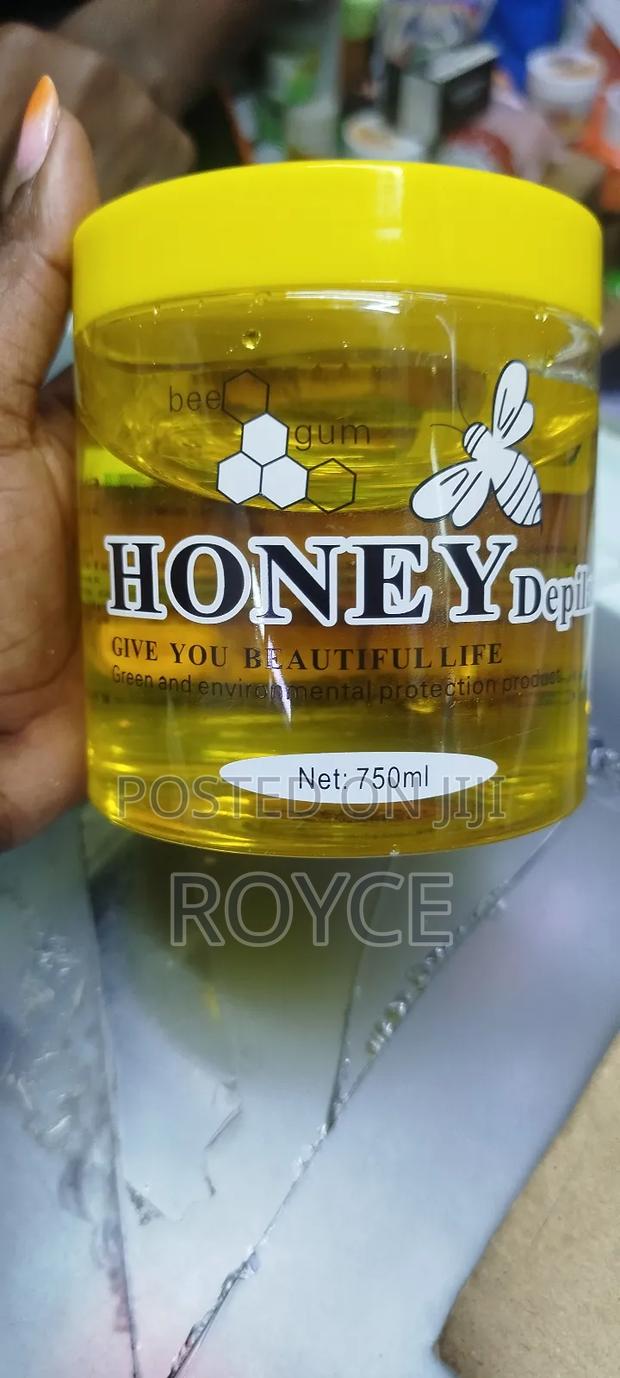 bee
gum
HONEY Depil
GIVE YOU BEAUTIFUL LIFE
Green and environmental protection product
Net: 750ml
POSTED ON JIJI
ROYCE